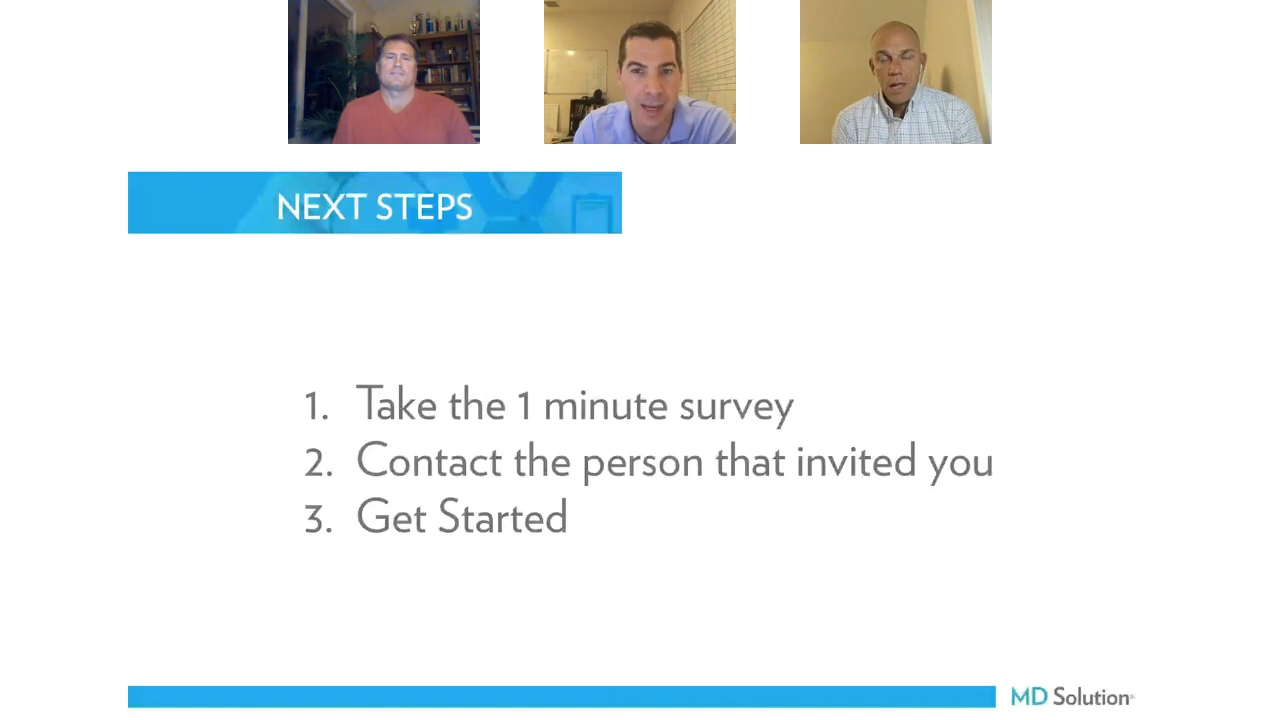 NEXT STEPS
1. Take the 1 minute survey
2. Contact the person that invited you
3. Get Started
MD Solution